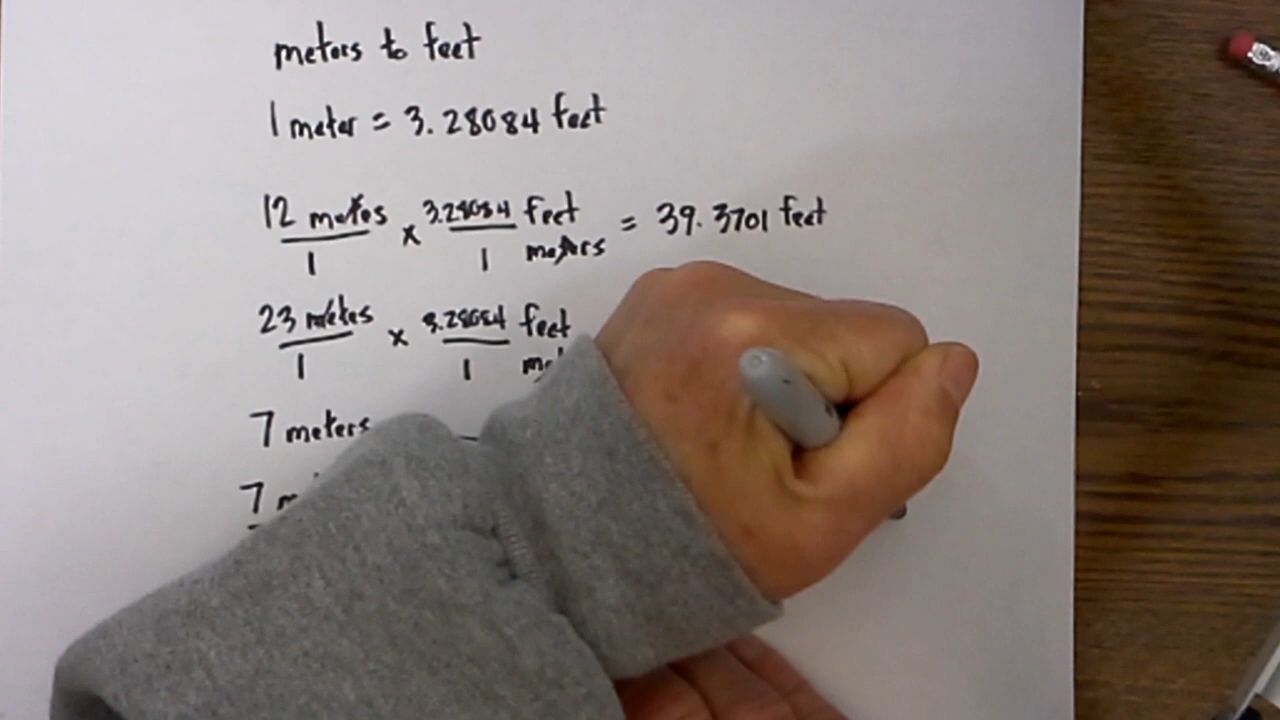 meters to feet
1 meter = 3.28084 feet
12 meters × 3.28084 feet = 39.3701 feet
1 1 meters
23 meters × 3.28084 feet
1 1
7 meters
7